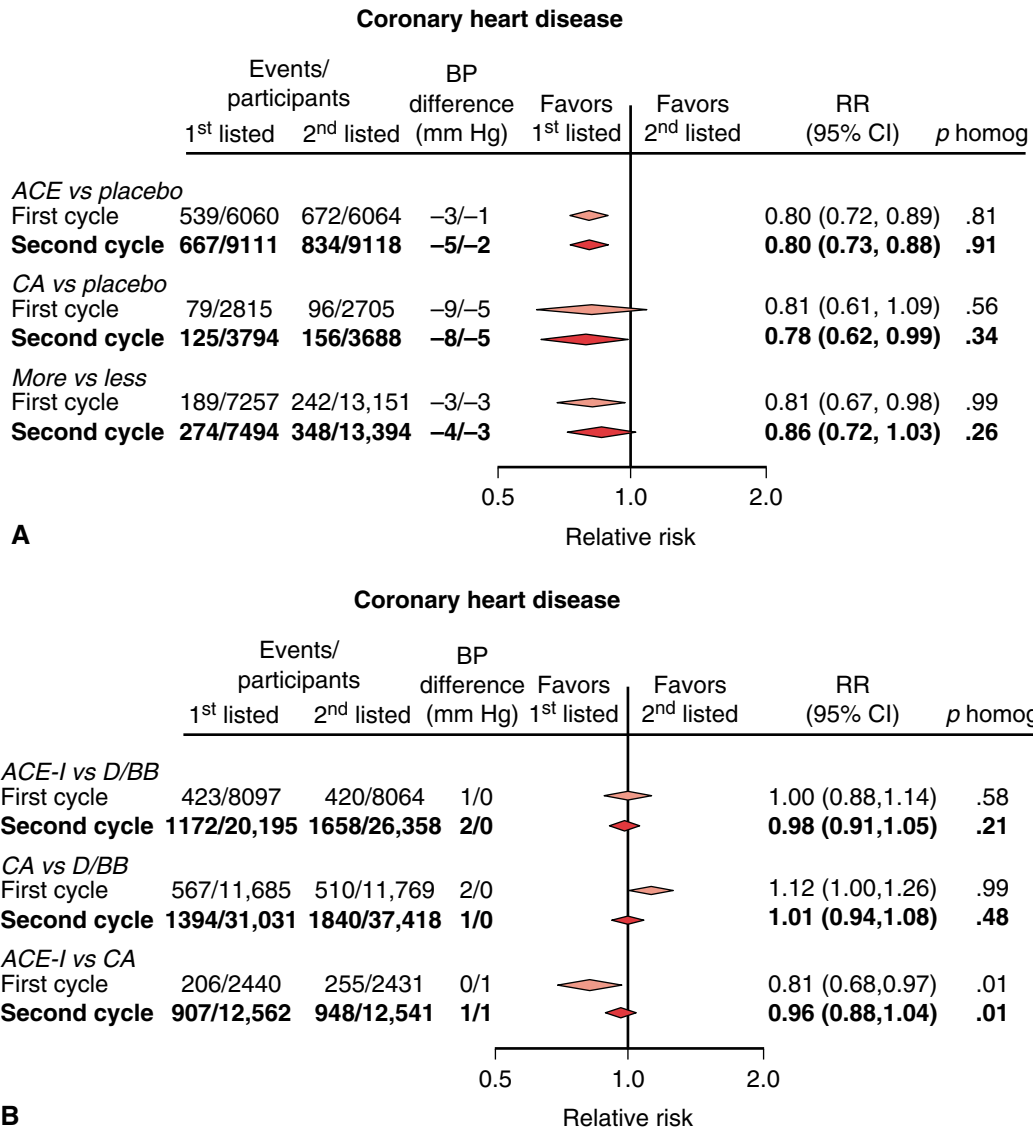 Coronary heart disease
Events/
participants
BP
difference
(mm Hg)
Favors
1st listed
Favors
2nd listed
RR
(95% CI)
p homog
1st listed 2nd listed
ACE vs placebo
First cycle 539/6060 672/6064 –3/–1 0.80 (0.72, 0.89) .81
Second cycle 667/9111 834/9118 –5/–2 0.80 (0.73, 0.88) .91
CA vs placebo
First cycle 79/2815 96/2705 –9/–5 0.81 (0.61, 1.09) .56
Second cycle 125/3794 156/3688 –8/–5 0.78 (0.62, 0.99) .34
More vs less
First cycle 189/7257 242/13,151 –3/–3 0.81 (0.67, 0.98) .99
Second cycle 274/7494 348/13,394 –4/–3 0.86 (0.72, 1.03) .26
0.5 1.0 2.0
Relative risk
A
Coronary heart disease
Events/
participants
BP
difference
(mm Hg)
Favors
1st listed
Favors
2nd listed
RR
(95% CI)
p homog
1st listed 2nd listed
ACE-I vs D/BB
First cycle 423/8097 420/8064 1/0 1.00 (0.88,1.14) .58
Second cycle 1172/20,195 1658/26,358 2/0 0.98 (0.91,1.05) .21
CA vs D/BB
First cycle 567/11,685 510/11,769 2/0 1.12 (1.00,1.26) .99
Second cycle 1394/31,031 1840/37,418 1/0 1.01 (0.94,1.08) .48
ACE-I vs CA
First cycle 206/2440 255/2431 0/1 0.81 (0.68,0.97) .01
Second cycle 907/12,562 948/12,541 1/1 0.96 (0.88,1.04) .01
0.5 1.0 2.0
Relative risk
B